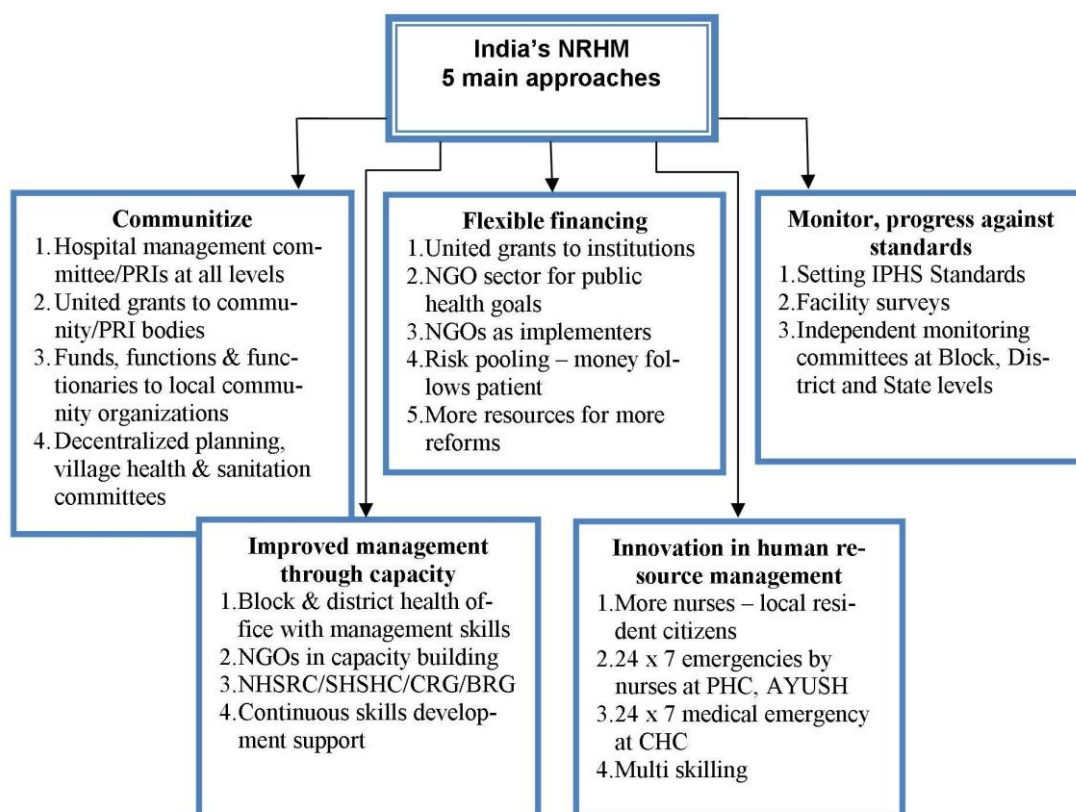 India's NRHM
5 main approaches
Communitize
1. Hospital management com-
mittee/PRIs at all levels
2. United grants to commu-
nity/PRI bodies
3. Funds, functions & func-
tionaries to local comm-
unity organizations
4. Decentralized planning,
village health & sanitation
committees
Flexible financing
1. United grants to institutions
2. NGO sector for public
health goals
3. NGOs as implementers
4. Risk pooling – money fol-
lows patient
5. More resources for more
reforms
Monitor, progress against
standards
1. Setting IPHS Standards
2. Facility surveys
3. Independent monitoring
committees at Block, Dis-
trict and State levels
Improved management
through capacity
1. Block & district health of-
fice with management skills
2. NGOs in capacity building
3. NHSRC/SHSHC/CRG/BRG
4. Continuous skills develop-
ment support
Innovation in human re-
source management
1. More nurses – local resi-
dent citizens
2. 24 x 7 emergencies by
nurses at PHC, AYUSH
3. 24 x 7 medical emergency
at CHC
4. Multi skilling